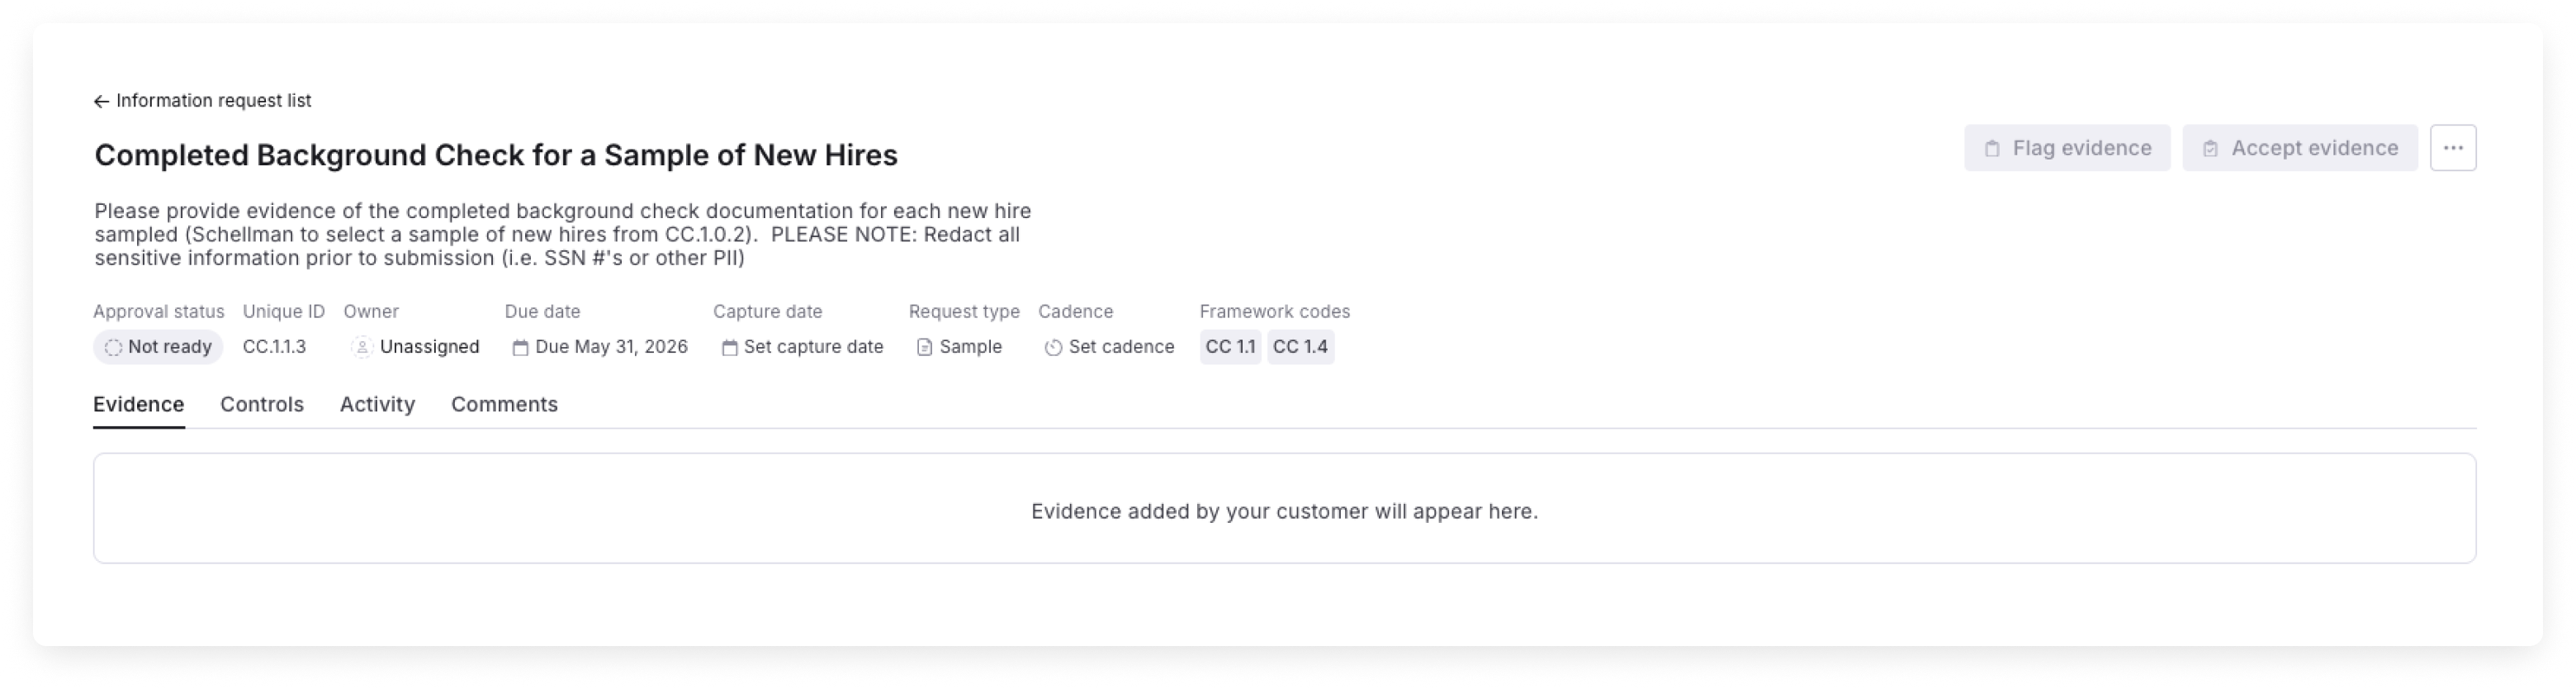 ← Information request list
Completed Background Check for a Sample of New Hires
Flag evidence
Accept evidence
...
Please provide evidence of the completed background check documentation for each new hire
sampled (Schellman to select a sample of new hires from CC.1.0.2).  PLEASE NOTE: Redact all
sensitive information prior to submission (i.e. SSN #'s or other PII)
Approval status Unique ID Owner Due date Capture date Request type Cadence Framework codes
Not ready CC.1.1.3 Unassigned Due May 31, 2026 Set capture date Sample Set cadence CC 1.1 CC 1.4
Evidence Controls Activity Comments
Evidence added by your customer will appear here.